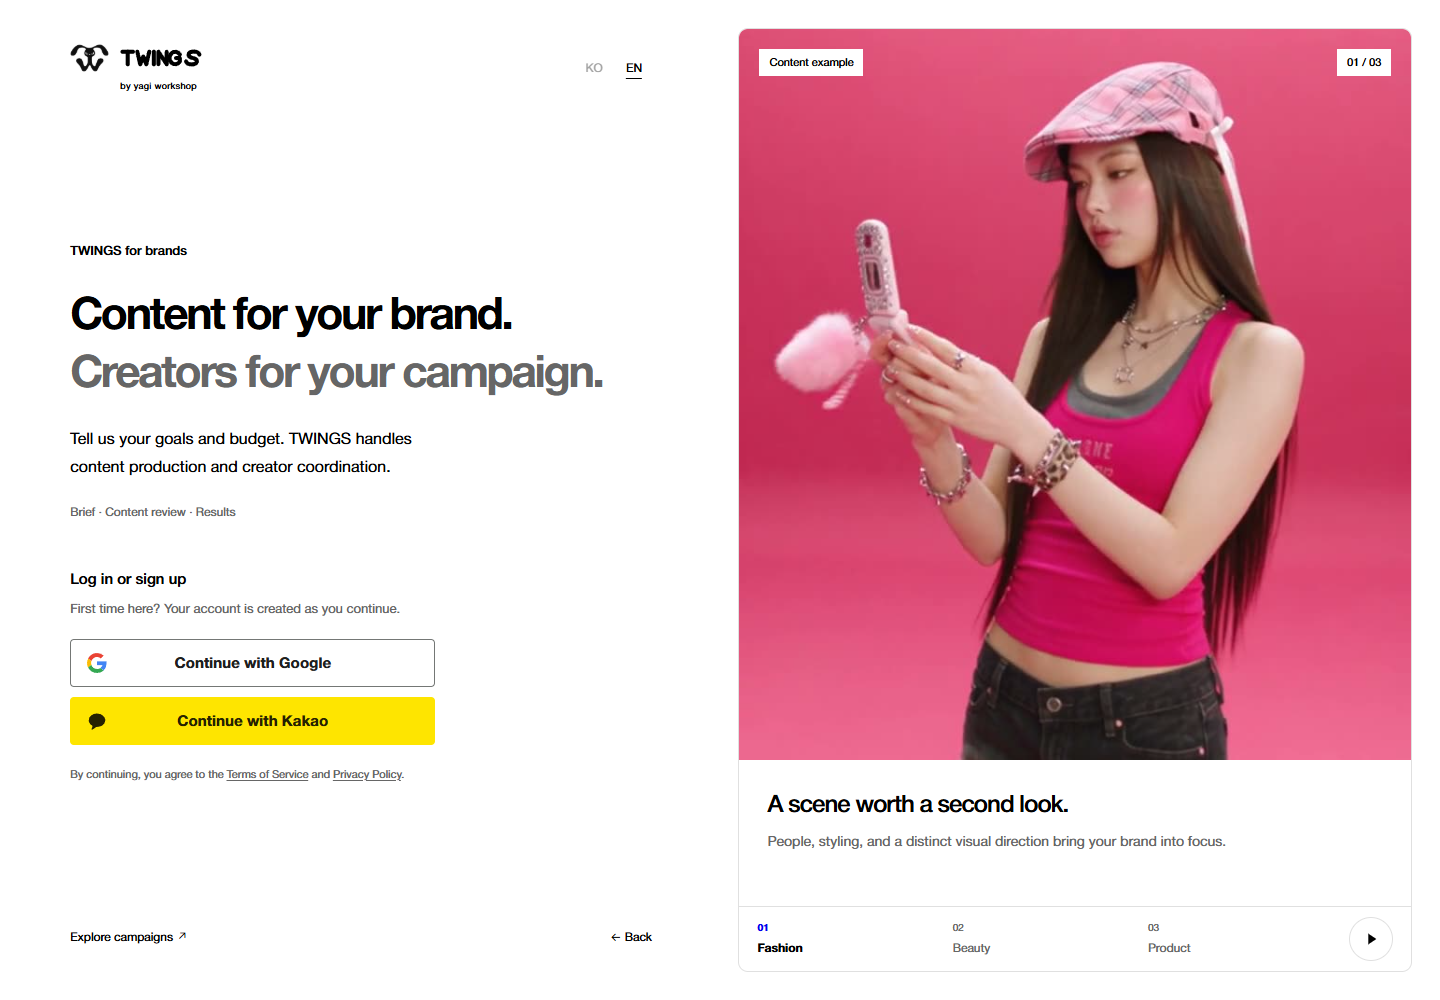 TWINGS
by yagi workshop
KO EN
TWINGS for brands
Content for your brand.
Creators for your campaign.
Tell us your goals and budget. TWINGS handles
content production and creator coordination.
Brief · Content review · Results
Log in or sign up
First time here? Your account is created as you continue.
Continue with Google
Continue with Kakao
By continuing, you agree to the Terms of Service and Privacy Policy.
Explore campaigns ↗
← Back
Content example
01 / 03
A scene worth a second look.
People, styling, and a distinct visual direction bring your brand into focus.
01
Fashion
02
Beauty
03
Product